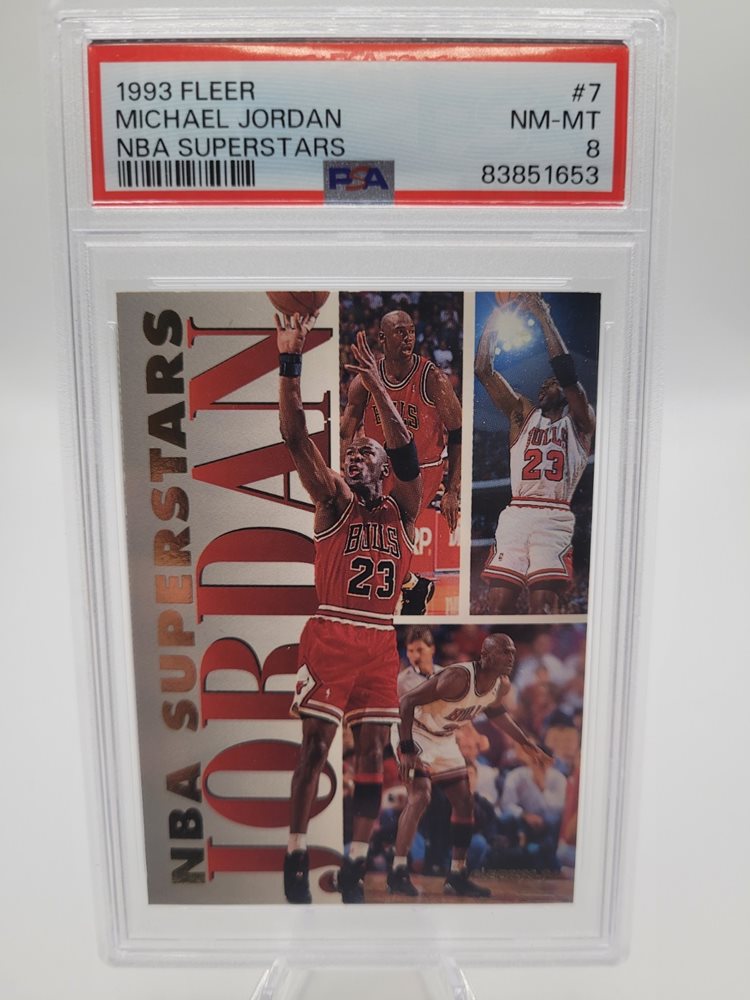 1993 FLEER #7
MICHAEL JORDAN NM-MT
NBA SUPERSTARS 8
PSA 83851653
NBA SUPERSTARS
JORDAN
BULLS
23
BULLS
23
BULLS